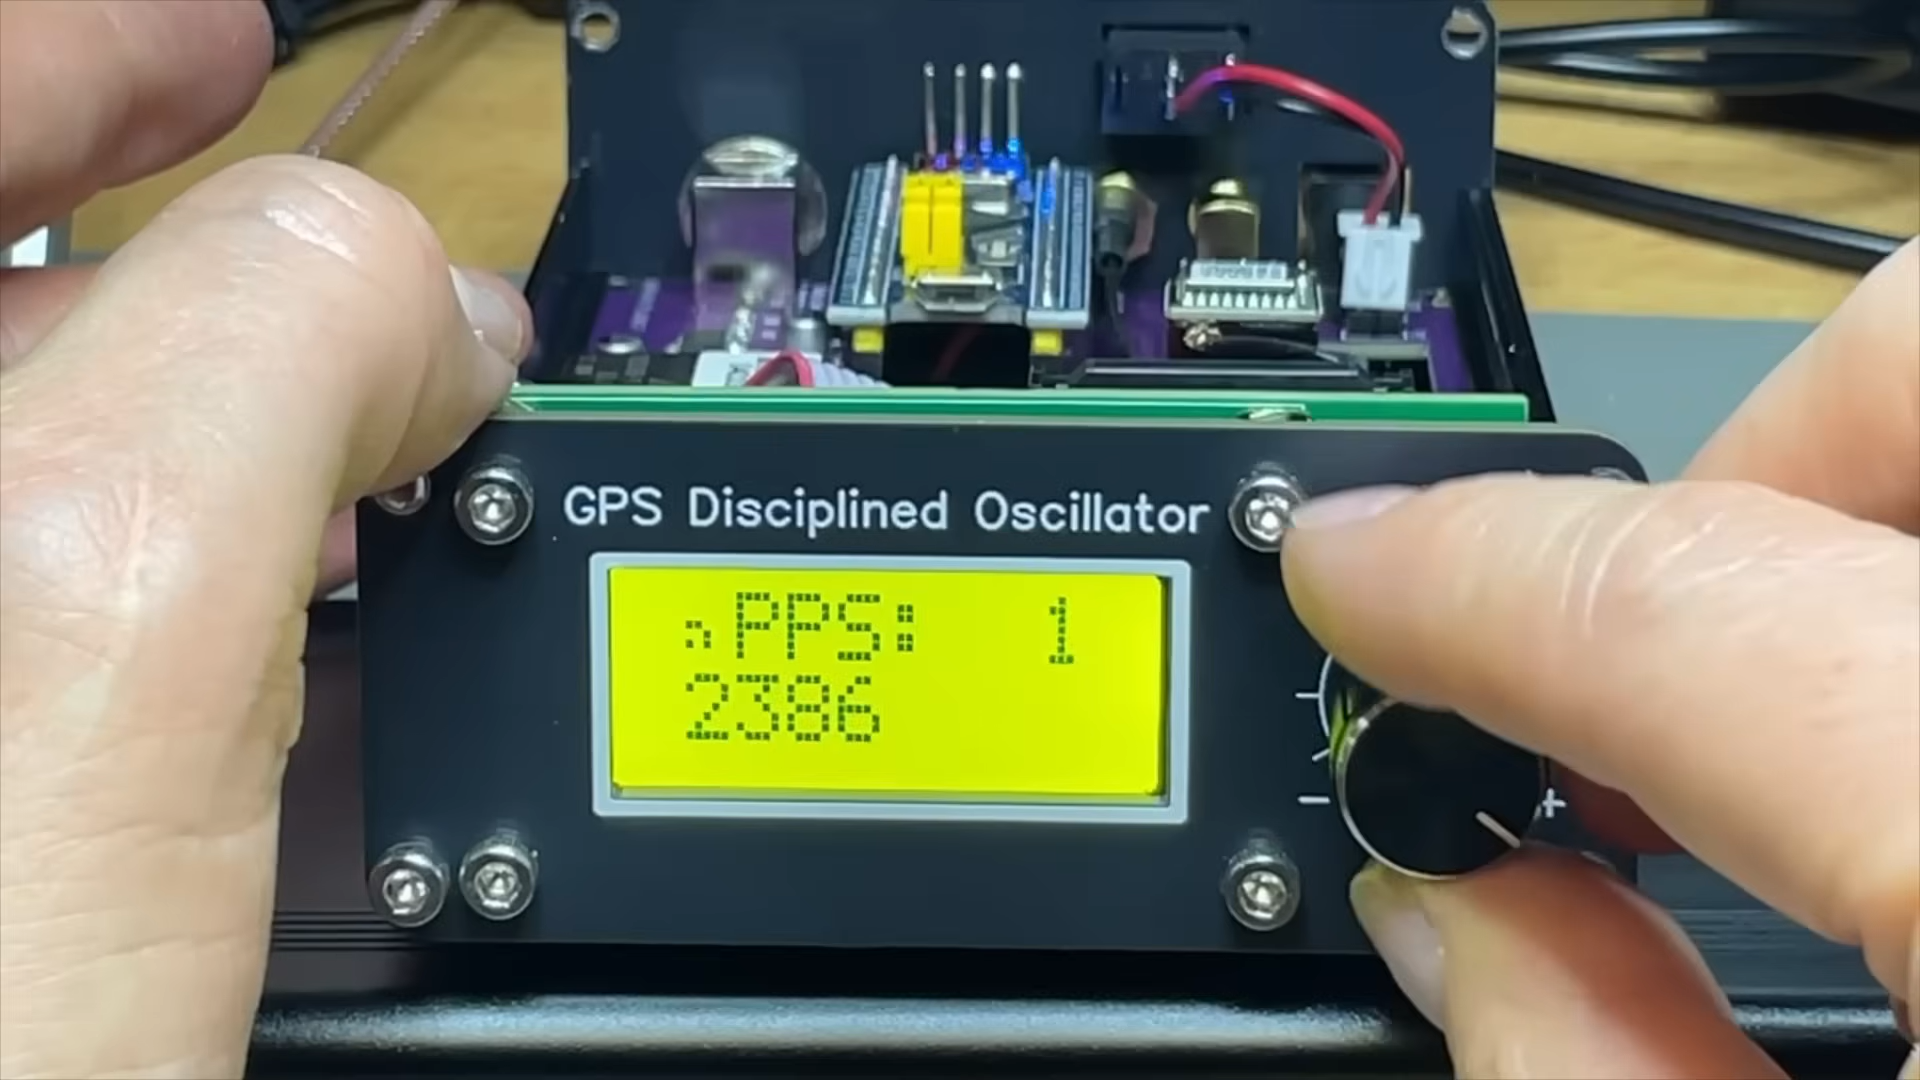 GPS Disciplined Oscillator
PPS: 1
2386
- +